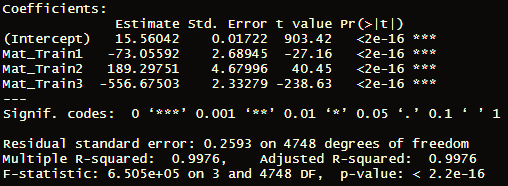 Coefficients:
Estimate Std. Error t value Pr(>|t|)
(Intercept) 15.56042 0.01722 903.42 <2e-16 ***
Mat_Train1 -73.05592 2.68945 -27.16 <2e-16 ***
Mat_Train2 189.29751 4.67996 40.45 <2e-16 ***
Mat_Train3 -556.67503 2.33279 -238.63 <2e-16 ***
---
Signif. codes: 0 ‘***’ 0.001 ‘**’ 0.01 ‘*’ 0.05 ‘.’ 0.1 ‘ ’ 1
Residual standard error: 0.2593 on 4748 degrees of freedom
Multiple R-squared: 0.9976, Adjusted R-squared: 0.9976
F-statistic: 6.505e+05 on 3 and 4748 DF, p-value: < 2.2e-16